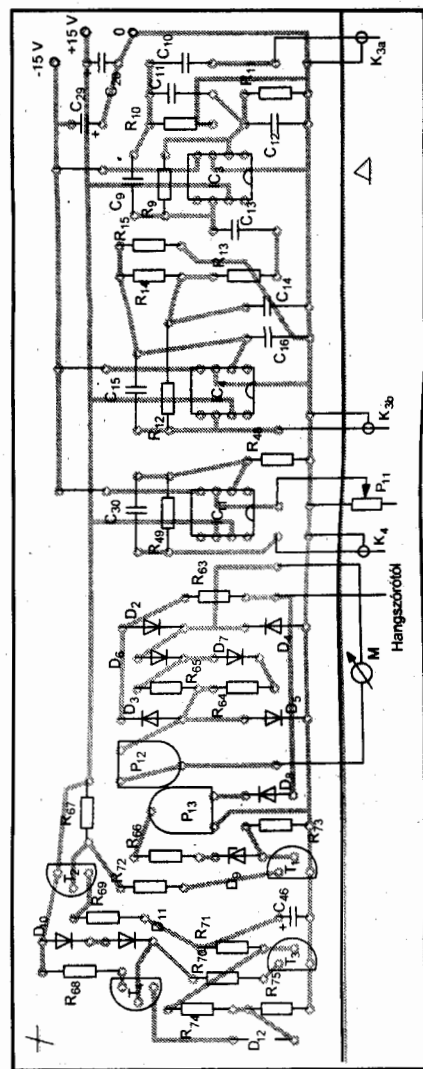 -15 V
+15 V
0
C29
+
C28
+
C10
C11
R10
R11
C12
K3a
C9
R9
IC3
C13
R15
R14
R13
C14
C16
C15
R12
K3b
R48
C30
R49
P11
K4
R63
D2
D6
D7
D4
D3
R65
R64
D5
M
Hangszórótól
P12
P13
D8
R67
R66
R73
T2
R72
D9
T1
R69
D10
D11
R71
C46
+
R68
R70
R75
T3
R74
D12